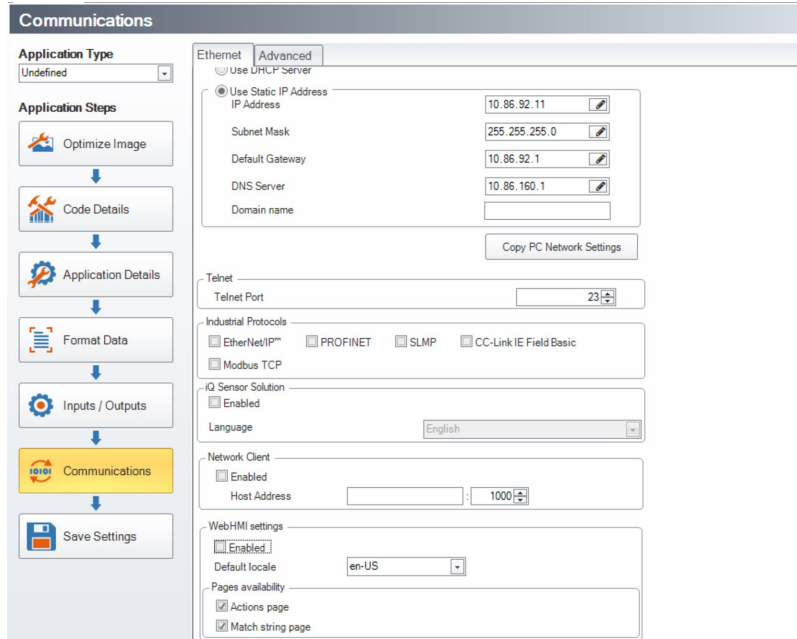 Communications
Application Type
Undefined
Application Steps
Optimize Image
Code Details
Application Details
Format Data
Inputs / Outputs
Communications
Save Settings
Ethernet Advanced
Use DHCP Server
Use Static IP Address
IP Address 10.86.92.11
Subnet Mask 255.255.255.0
Default Gateway 10.86.92.1
DNS Server 10.86.160.1
Domain name
Copy PC Network Settings
Telnet
Telnet Port 23
Industrial Protocols
EtherNet/IP™ PROFINET SLMP CC-Link IE Field Basic
Modbus TCP
iQ Sensor Solution
Enabled
Language English
Network Client
Enabled
Host Address : 1000
WebHMI settings
Enabled
Default locale en-US
Pages availability
Actions page
Match string page